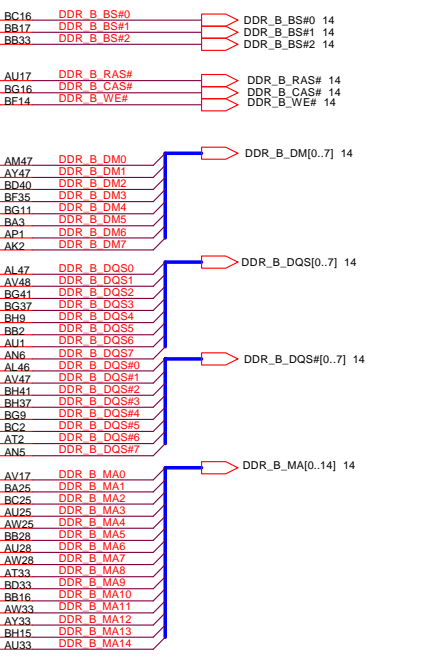 BC16 DDR_B_BS#0 DDR_B_BS#0 14
BB17 DDR_B_BS#1 DDR_B_BS#1 14
BB33 DDR_B_BS#2 DDR_B_BS#2 14
AU17 DDR_B_RAS# DDR_B_RAS# 14
BG16 DDR_B_CAS# DDR_B_CAS# 14
BF14 DDR_B_WE# DDR_B_WE# 14
DDR_B_DM[0..7] 14
AM47 DDR_B_DM0
AY47 DDR_B_DM1
BD40 DDR_B_DM2
BF35 DDR_B_DM3
BG11 DDR_B_DM4
BA3 DDR_B_DM5
AP1 DDR_B_DM6
AK2 DDR_B_DM7
DDR_B_DQS[0..7] 14
AL47 DDR_B_DQS0
AV48 DDR_B_DQS1
BG41 DDR_B_DQS2
BG37 DDR_B_DQS3
BH9 DDR_B_DQS4
BB2 DDR_B_DQS5
AU1 DDR_B_DQS6
AN6 DDR_B_DQS7
DDR_B_DQS#[0..7] 14
AL46 DDR_B_DQS#0
AV47 DDR_B_DQS#1
BH41 DDR_B_DQS#2
BH37 DDR_B_DQS#3
BG9 DDR_B_DQS#4
BC2 DDR_B_DQS#5
AT2 DDR_B_DQS#6
AN5 DDR_B_DQS#7
DDR_B_MA[0..14] 14
AV17 DDR_B_MA0
BA25 DDR_B_MA1
BC25 DDR_B_MA2
AU25 DDR_B_MA3
AW25 DDR_B_MA4
BB28 DDR_B_MA5
AU28 DDR_B_MA6
AW28 DDR_B_MA7
AT33 DDR_B_MA8
BD33 DDR_B_MA9
BB16 DDR_B_MA10
AW33 DDR_B_MA11
AY33 DDR_B_MA12
BH15 DDR_B_MA13
AU33 DDR_B_MA14